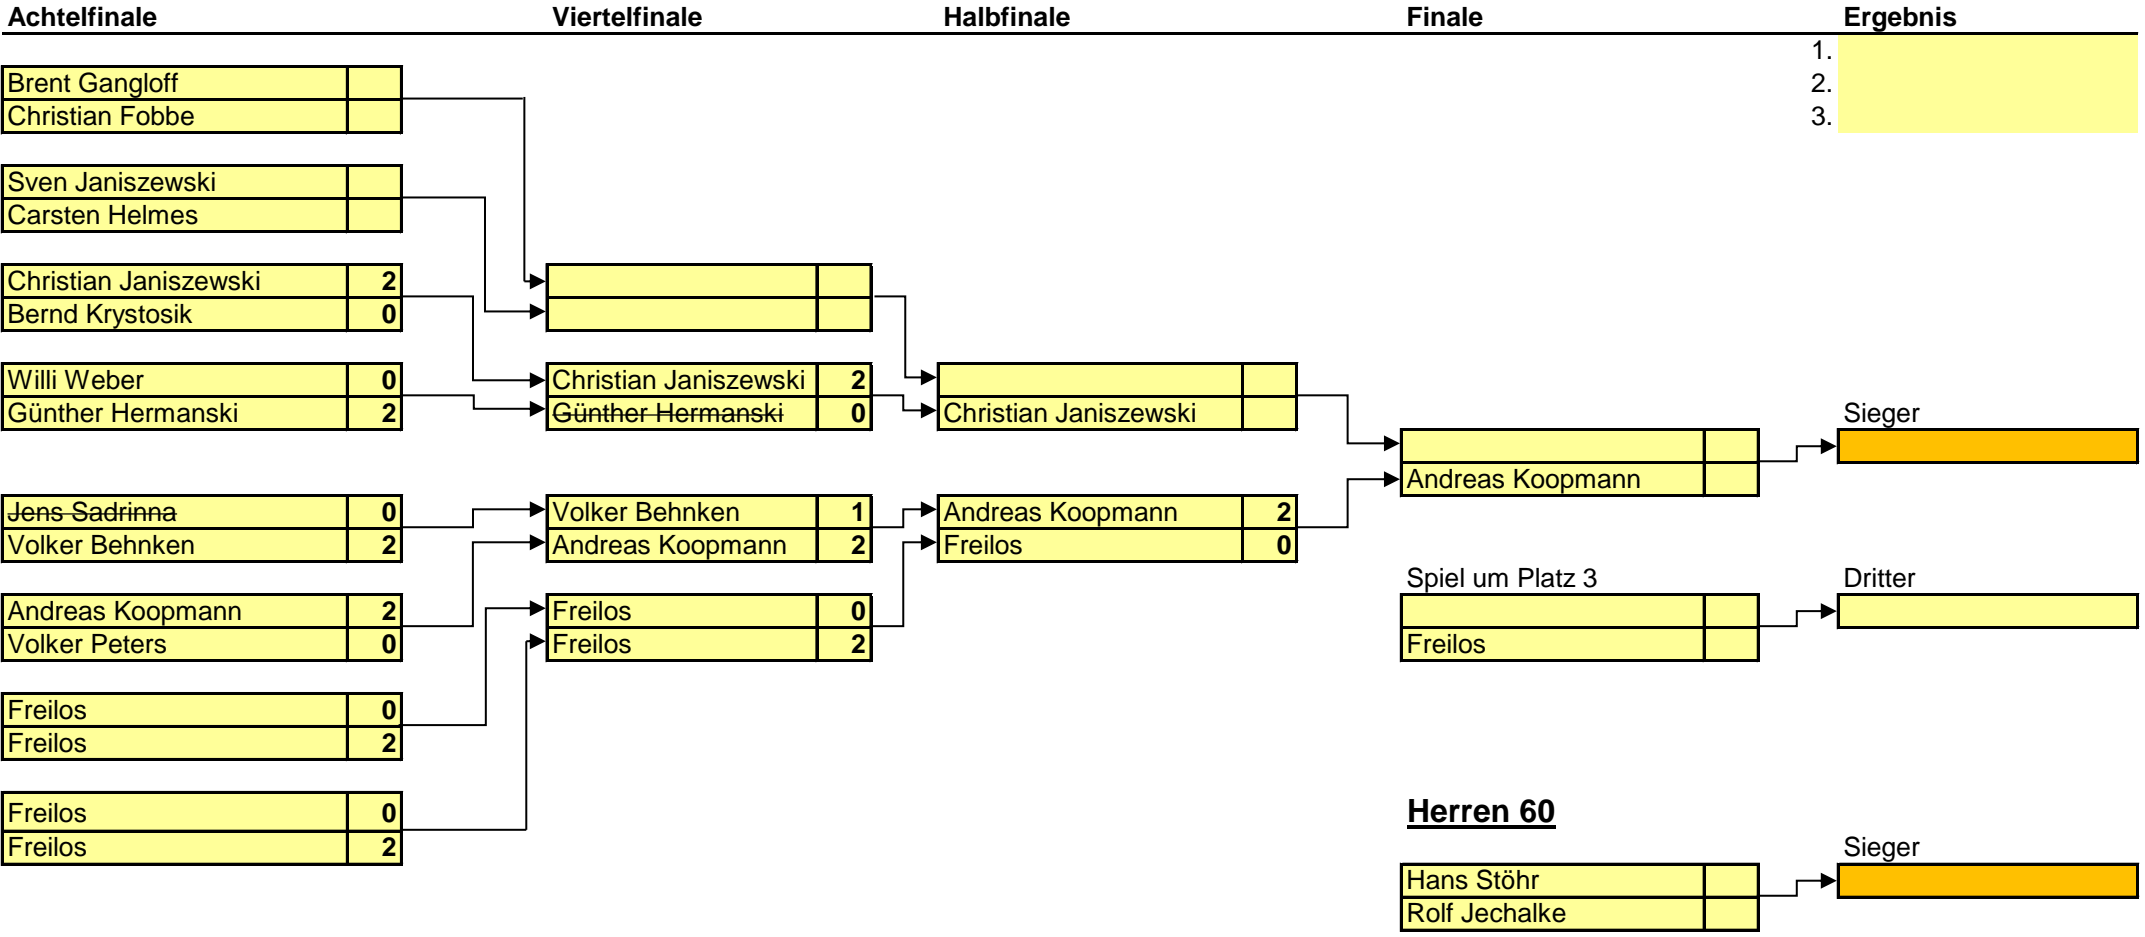 Achtelfinale Viertelfinale Halbfinale Finale Ergebnis
1.
Brent Gangloff 2.
Christian Fobbe 3.
Sven Janiszewski
Carsten Helmes
Christian Janiszewski 2
Bernd Krystosik 0
Willi Weber 0 Christian Janiszewski 2
Günther Hermanski 2 Günther Hermanski 0 Christian Janiszewski Sieger
Andreas Koopmann
Jens Sadrinna 0 Volker Behnken 1 Andreas Koopmann 2
Volker Behnken 2 Andreas Koopmann 2 Freilos 0
Spiel um Platz 3 Dritter
Andreas Koopmann 2 Freilos 0
Volker Peters 0 Freilos 2 Freilos
Freilos 0
Freilos 2
Freilos 0 Herren 60
Freilos 2 Sieger
Hans Stöhr
Rolf Jechalke